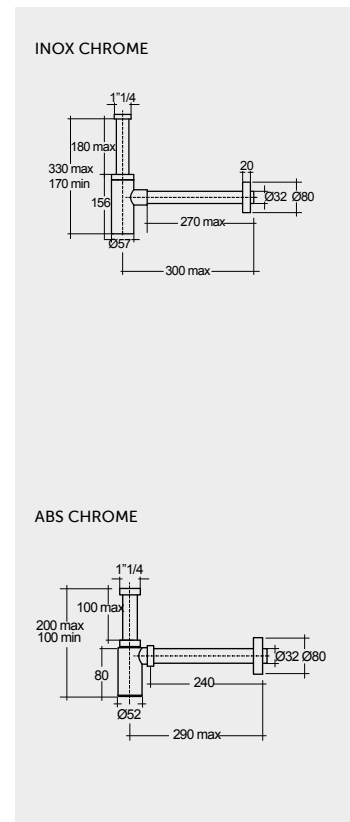 INOX CHROME
1"1/4
180 max
330 max
170 min
20
156
Ø32 Ø80
270 max
Ø57
300 max
ABS CHROME
1"1/4
100 max
200 max
100 min
Ø32 Ø80
80
240
Ø52
290 max